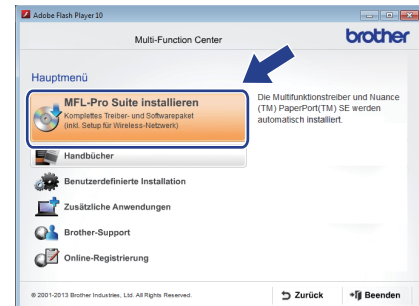 Adobe Flash Player 10
Multi-Function Center
brother
Hauptmenü
MFL-Pro Suite installieren
Komplettes Treiber- und Softwarepaket
(inkl. Setup für Wireless-Netzwerk)
Die Multifunktionstreiber und Nuance
(TM) PaperPort(TM) SE werden
automatisch installiert.
Handbücher
Benutzerdefinierte Installation
Zusätzliche Anwendungen
Brother-Support
Online-Registrierung
© 2001-2013 Brother Industries, Ltd. All Rights Reserved.
Zurück
Beenden